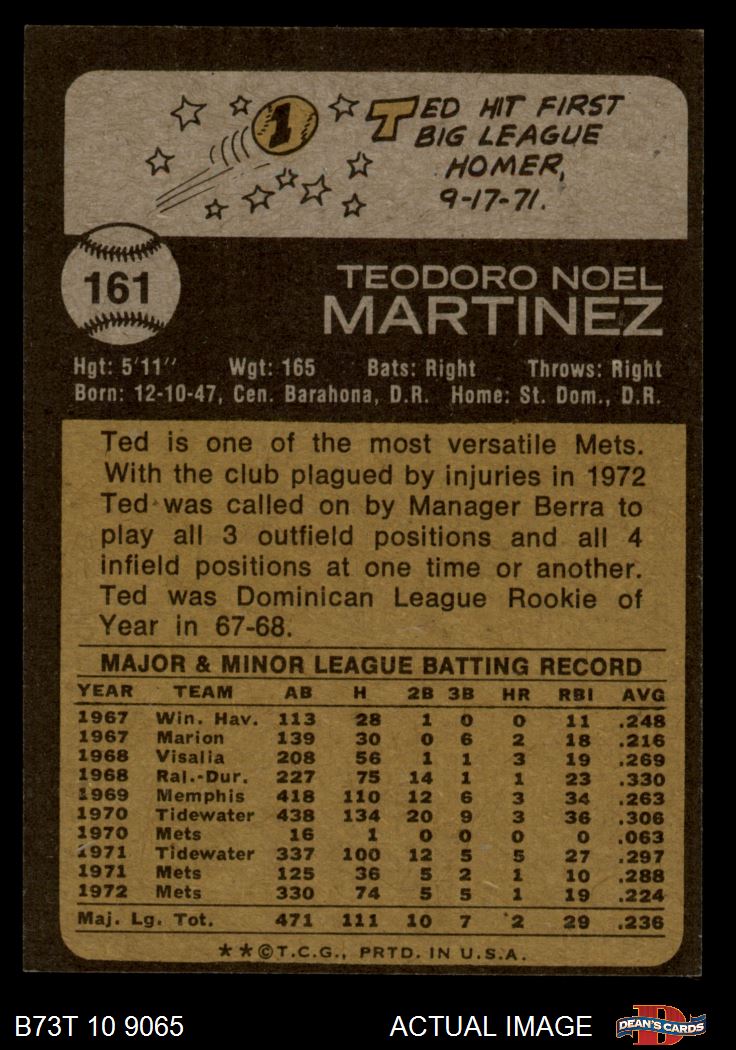 1
TED HIT FIRST
BIG LEAGUE
HOMER,
9-17-71.
161
TEODORO NOEL
MARTINEZ
Hgt: 5'11" Wgt: 165 Bats: Right Throws: Right
Born: 12-10-47, Cen. Barahona, D.R. Home: St. Dom., D.R.
Ted is one of the most versatile Mets.
With the club plagued by injuries in 1972
Ted was called on by Manager Berra to
play all 3 outfield positions and all 4
infield positions at one time or another.
Ted was Dominican League Rookie of
Year in 67-68.
MAJOR & MINOR LEAGUE BATTING RECORD
YEAR TEAM AB H 2B 3B HR RBI AVG
1967 Win. Hav. 113 28 1 0 0 11 .248
1967 Marion 139 30 0 6 2 18 .216
1968 Visalia 208 56 1 1 3 19 .269
1968 Ral.-Dur. 227 75 14 1 1 23 .330
1969 Memphis 418 110 12 6 3 34 .263
1970 Tidewater 438 134 20 9 3 36 .306
1970 Mets 16 1 0 0 0 0 .063
1971 Tidewater 337 100 12 5 5 27 .297
1971 Mets 125 36 5 2 1 10 .288
1972 Mets 330 74 5 5 1 19 .224
Maj. Lg. Tot. 471 111 10 7 2 29 .236
**©T.C.G., PRTD. IN U.S.A.
B73T 10 9065 ACTUAL IMAGE
D
DEAN'S CARDS